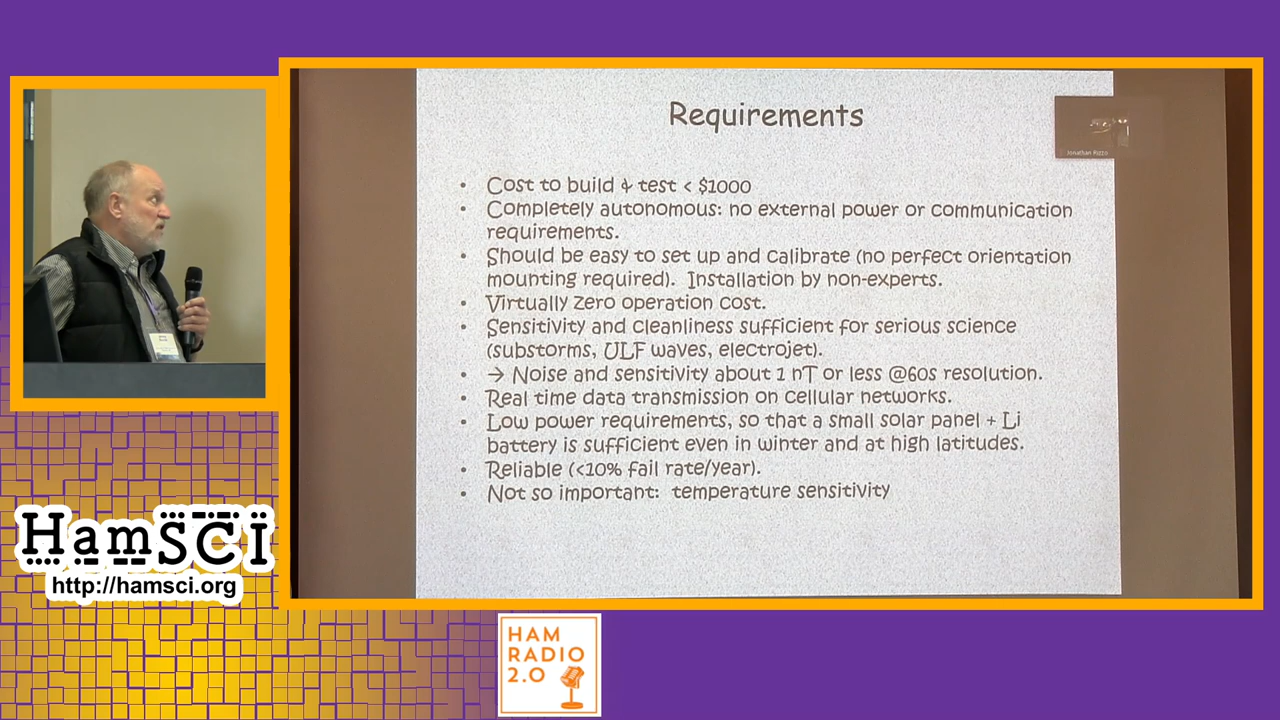 Requirements
Jonathan Rizzo
• Cost to build & test < $1000
• Completely autonomous: no external power or communication
requirements.
• Should be easy to set up and calibrate (no perfect orientation
mounting required). Installation by non-experts.
• Virtually zero operation cost.
• Sensitivity and cleanliness sufficient for serious science
(substorms, ULF waves, electrojet).
• → Noise and sensitivity about 1 nT or less @60s resolution.
• Real time data transmission on cellular networks.
• Low power requirements, so that a small solar panel + Li
battery is sufficient even in winter and at high latitudes.
• Reliable (<10% fail rate/year).
• Not so important: temperature sensitivity
HamSCI
http://hamsci.org
HAM
RADIO
2.0